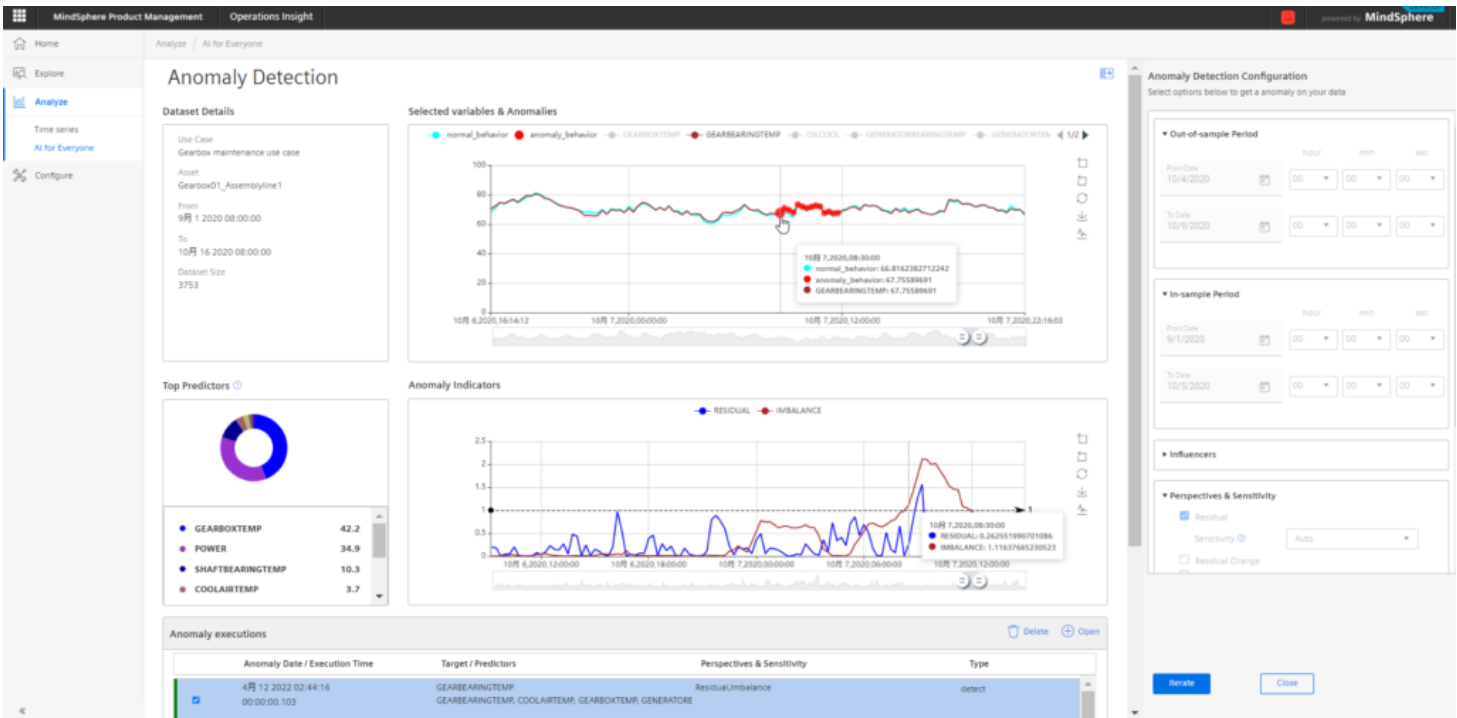 MindSphere Product Management
Operations Insight
powered by MindSphere
Home
Analyze / AI for Everyone
Explore
Analyze
Time series
AI for Everyone
Configure
Anomaly Detection
Dataset Details
Use Case
Gearbox maintenance use case
Asset
Gearbox01_Assemblyline1
From
9月 1 2020 08:00:00
To
10月 16 2020 08:00:00
Dataset Size
3753
Selected variables & Anomalies
normal_behavior anomaly_behavior GEARBOXTEMP GEARBEARINGTEMP OILCOOL GENERATORBEARINGTEMP GENERATORTEN 1/2
100
80
60
40
20
0
10月 7,2020,08:30:00
normal_behavior: 66.8162382712242
anomaly_behavior: 67.75589691
GEARBEARINGTEMP: 67.75589691
10月 6,2020,16:14:12 10月 7,2020,00:00:00 10月 7,2020,12:00:00 10月 7,2020,22:16:03
Top Predictors
GEARBOXTEMP 42.2
POWER 34.9
SHAFTBEARINGTEMP 10.3
COOLAIRTEMP 3.7
Anomaly Indicators
RESIDUAL IMBALANCE
2.5
2
1.5
1
0.5
0
1
10月 7,2020,08:30:00
RESIDUAL: 0.262551990701086
IMBALANCE: 1.11637665230523
10月 6,2020,12:00:00 10月 6,2020,18:00:00 10月 7,2020,00:00:00 10月 7,2020,06:00:00 10月 7,2020,12:00:00
Anomaly executions
Delete Open
Anomaly Date / Execution Time Target / Predictors Perspectives & Sensitivity Type
4月 12 2022 02:44:16 GEARBEARINGTEMP Residual,Imbalance detect
00:00:00.103 GEARBEARINGTEMP, COOLAIRTEMP, GEARBOXTEMP, GENERATORE
Anomaly Detection Configuration
Select options below to get a anomaly on your data
Out-of-sample Period
hour min sec
From Date
10/4/2020 00 00 00
To Date
10/9/2020 00 00 00
In-sample Period
hour min sec
From Date
9/1/2020 00 00 00
To Date
10/5/2020 00 00 00
Influencers
Perspectives & Sensitivity
Residual
Sensitivity Auto
Residual Change
Iterate Close